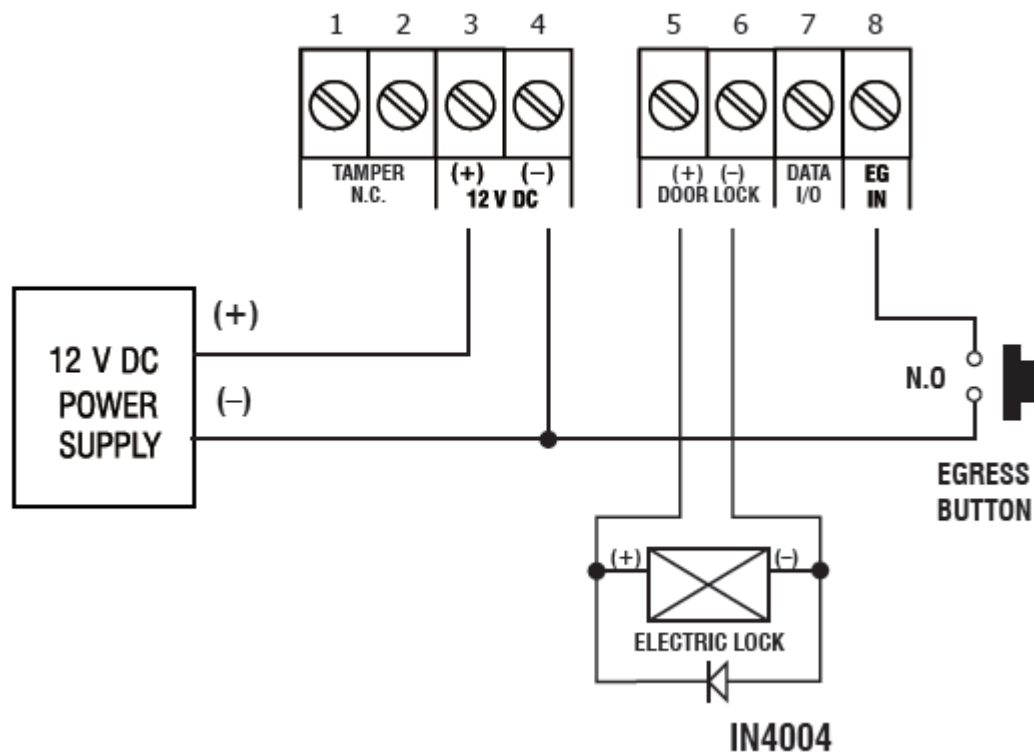 1 2 3 4 5 6 7 8
TAMPER
N.C.
(+) (–)
12 V DC
(+) (–)
DOOR LOCK
DATA
I/O
EG
IN
12 V DC
POWER
SUPPLY
(+)
(–)
N.O
EGRESS
BUTTON
(+) (–)
ELECTRIC LOCK
IN4004